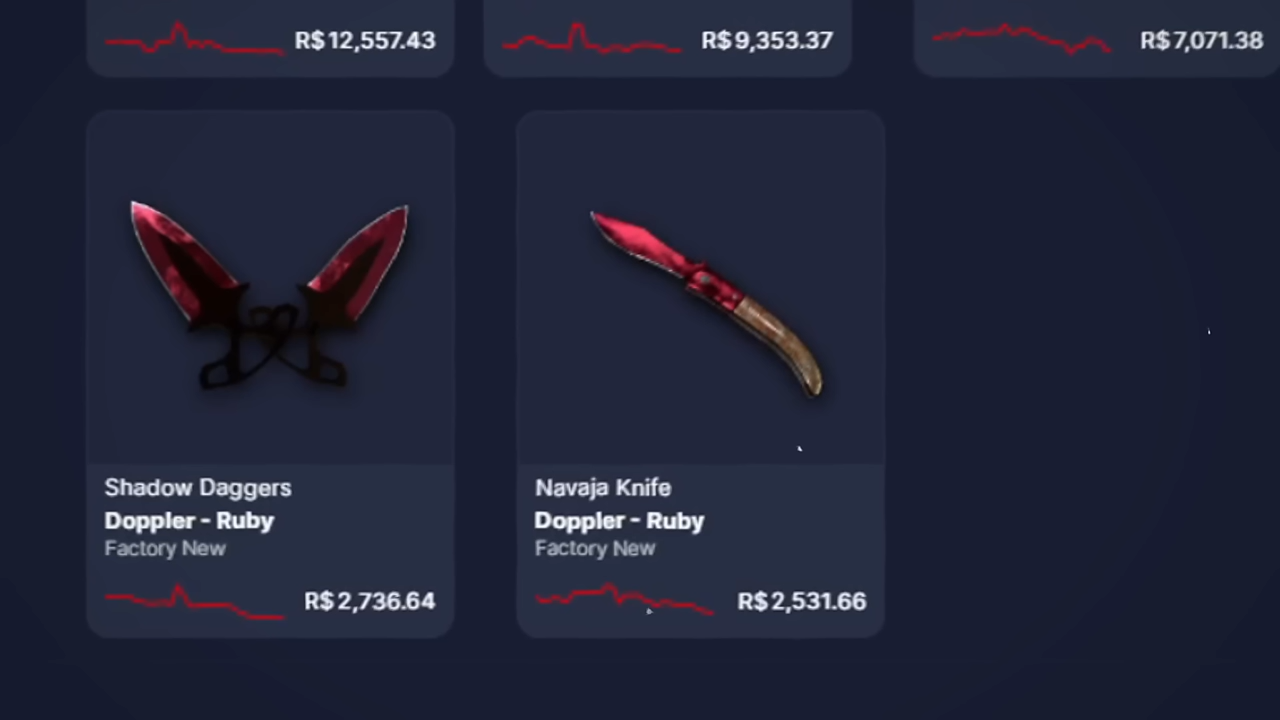 R$12,557.43
R$9,353.37
R$7,071.38
Shadow Daggers
Doppler - Ruby
Factory New
R$2,736.64
Navaja Knife
Doppler - Ruby
Factory New
R$2,531.66